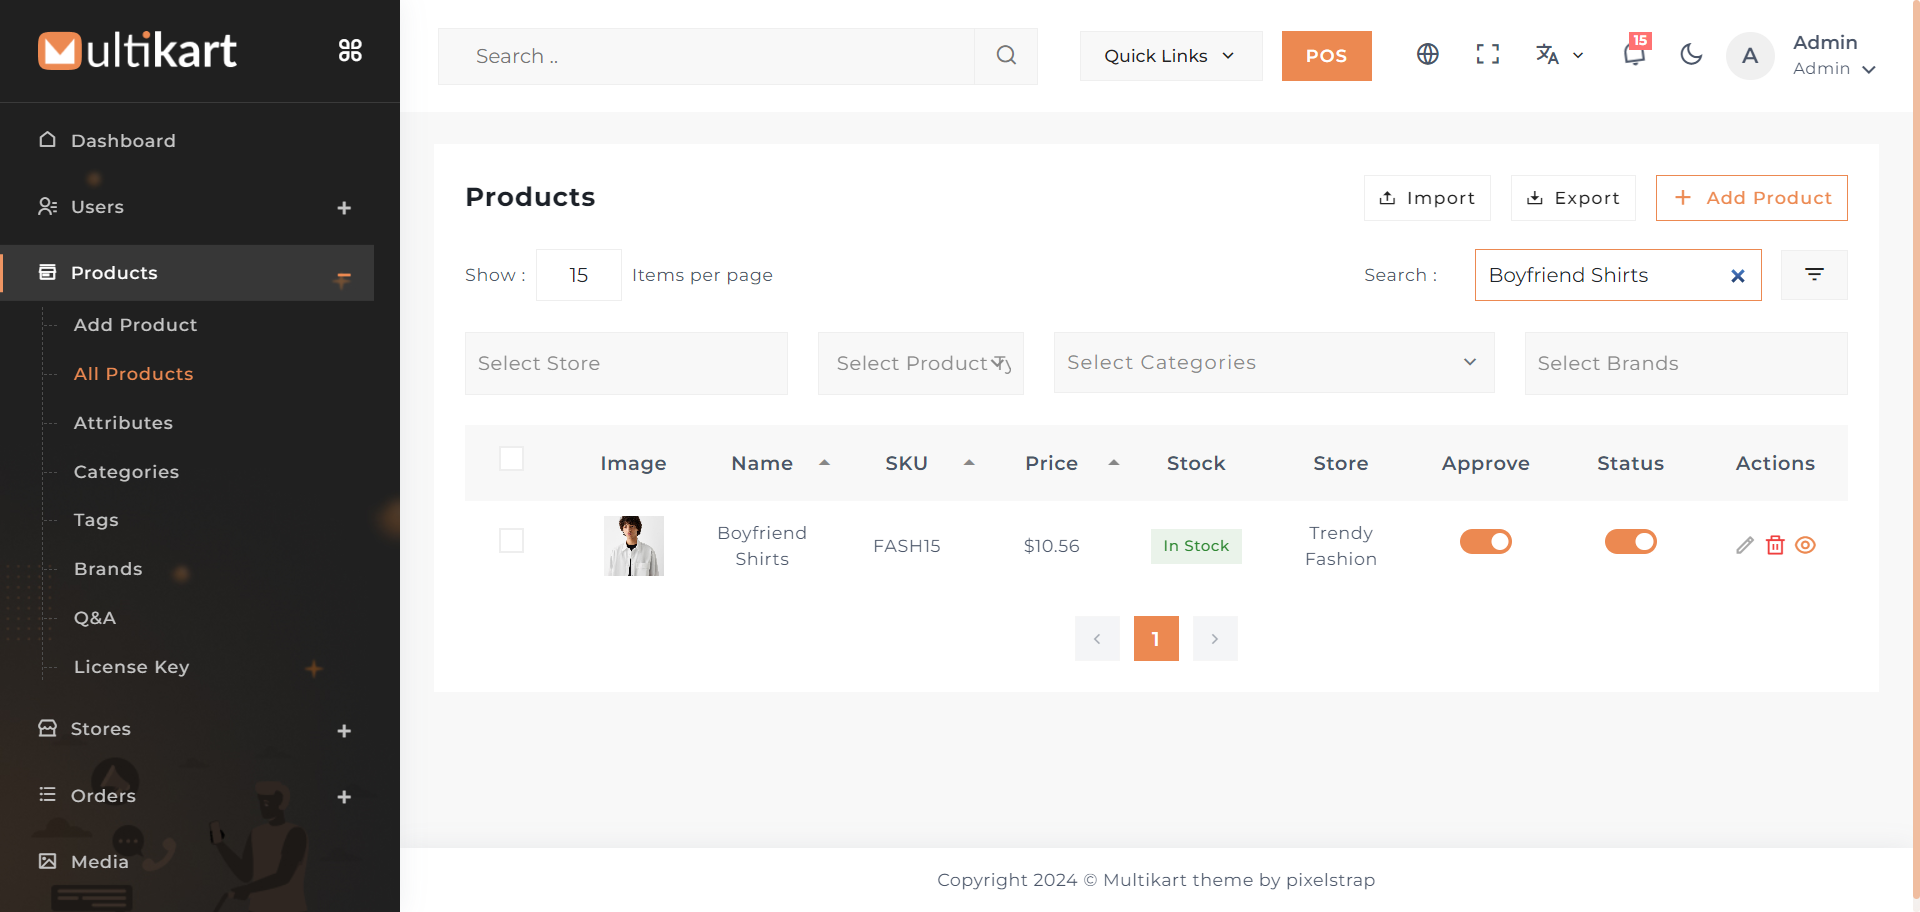 Multikart
Search ..
Quick Links
POS
15
A
Admin
Admin
Dashboard
Users
Products
Add Product
All Products
Attributes
Categories
Tags
Brands
Q&A
License Key
Stores
Orders
Media
Products
Import
Export
Add Product
Show :
15
Items per page
Search :
Boyfriend Shirts
Select Store
Select Product Ty
Select Categories
Select Brands
Image Name SKU Price Stock Store Approve Status Actions
Boyfriend
Shirts
FASH15
$10.56
In Stock
Trendy
Fashion
1
Copyright 2024 © Multikart theme by pixelstrap